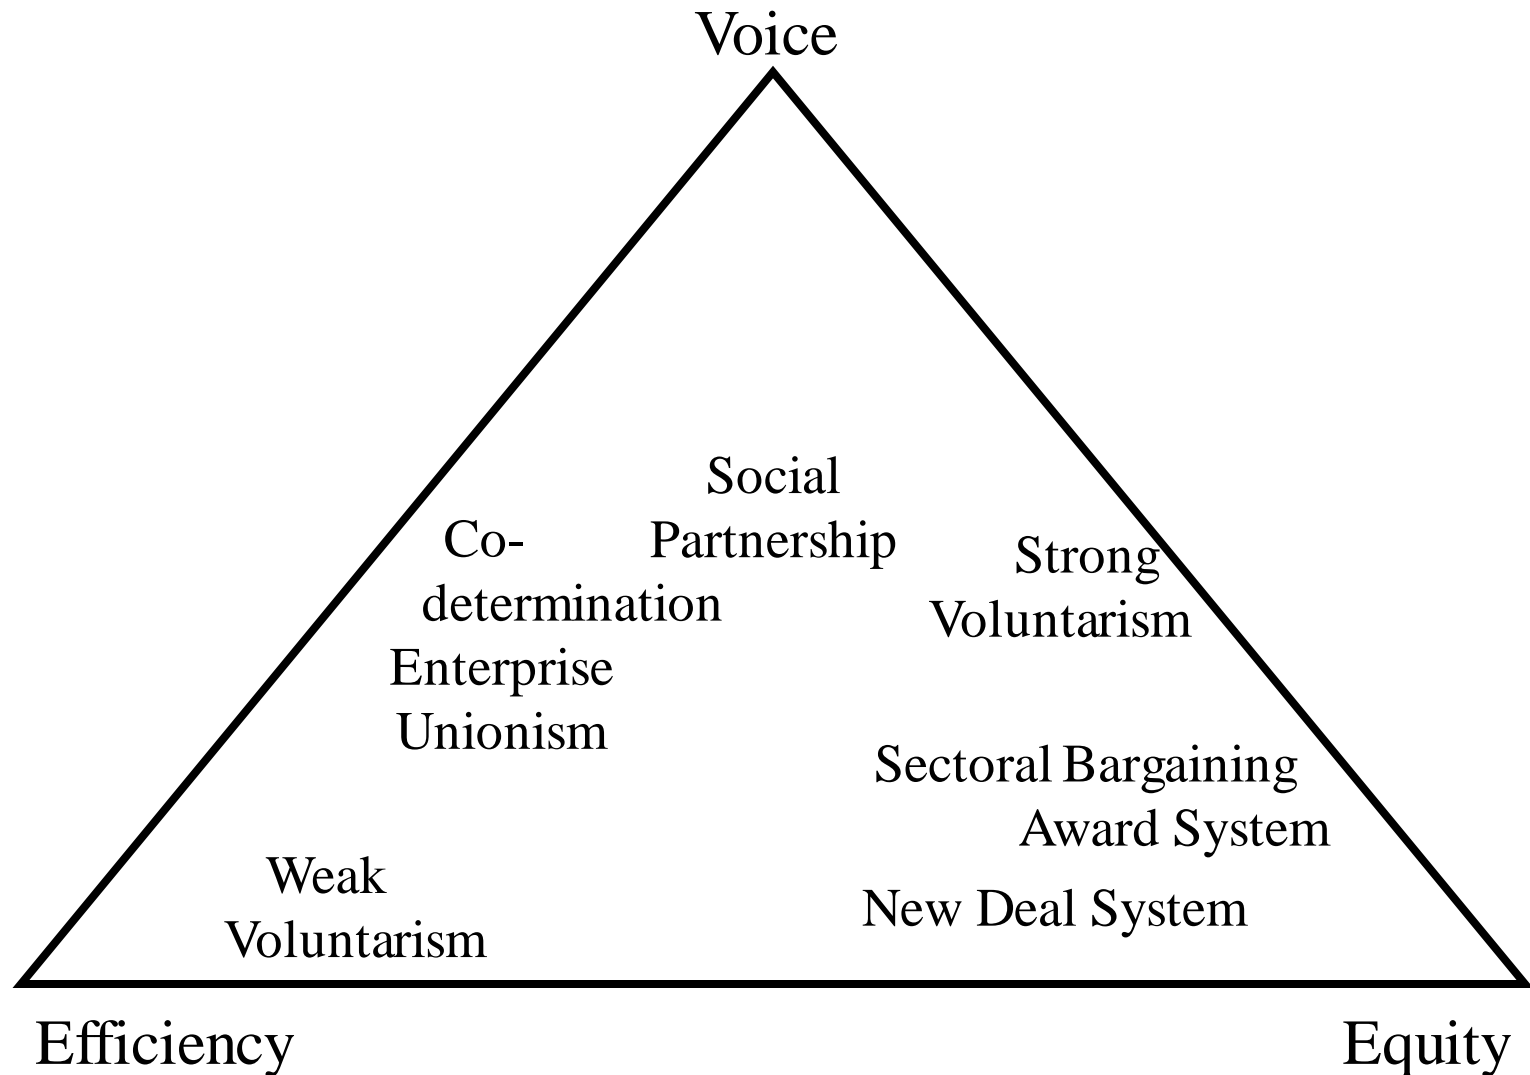 Voice
Social
Partnership
Co-
determination
Strong
Voluntarism
Enterprise
Unionism
Sectoral Bargaining
Award System
Weak
Voluntarism
New Deal System
Efficiency
Equity